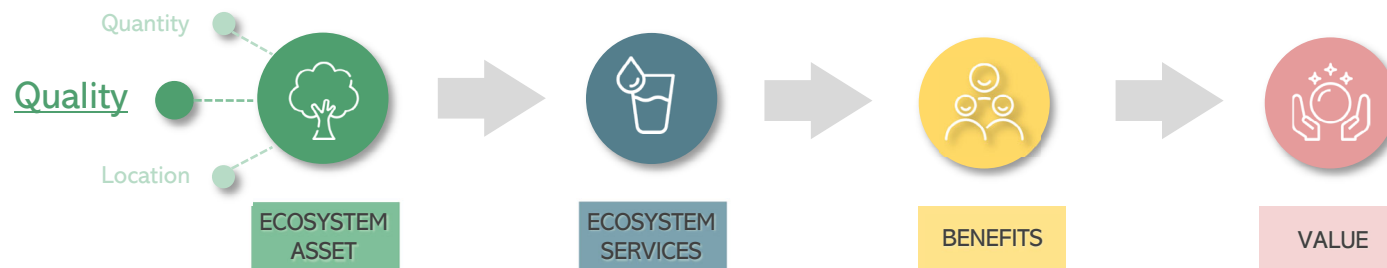 Quantity
Quality
Location
ECOSYSTEM
ASSET
ECOSYSTEM
SERVICES
BENEFITS
VALUE